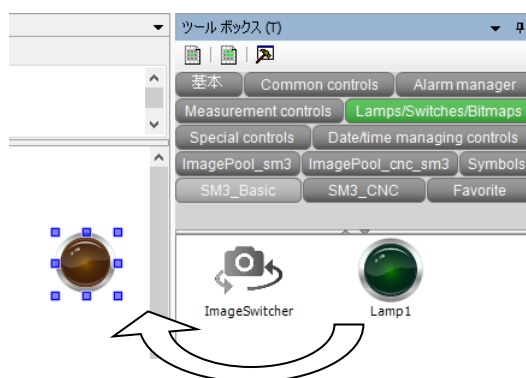 ツール ボックス (T)
基本 Common controls Alarm manager
Measurement controls Lamps/Switches/Bitmaps
Special controls Date/time managing controls
ImagePool_sm3 ImagePool_cnc_sm3 Symbols
SM3_Basic SM3_CNC Favorite
ImageSwitcher Lamp1